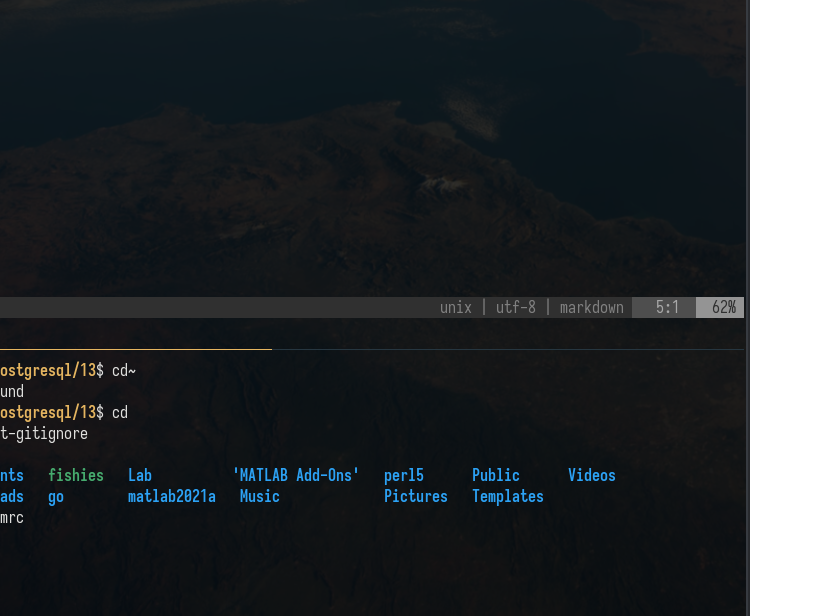 unix | utf-8 | markdown 5:1 62%
ostgresql/13$ cd~
und
ostgresql/13$ cd
t-gitignore
nts fishies Lab 'MATLAB Add-Ons' perl5 Public Videos
ads go matlab2021a Music Pictures Templates
mrc